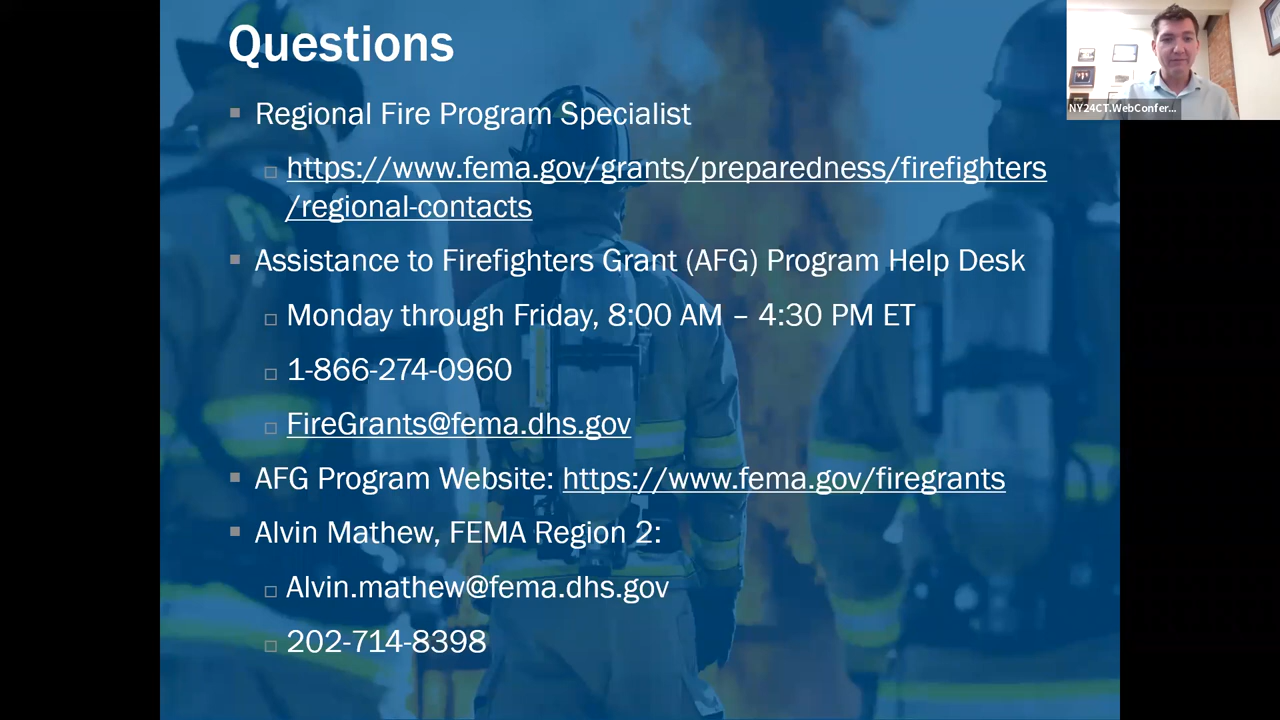 Questions
Regional Fire Program Specialist
https://www.fema.gov/grants/preparedness/firefighters
/regional-contacts
Assistance to Firefighters Grant (AFG) Program Help Desk
Monday through Friday, 8:00 AM – 4:30 PM ET
1-866-274-0960
FireGrants@fema.dhs.gov
AFG Program Website: https://www.fema.gov/firegrants
Alvin Mathew, FEMA Region 2:
Alvin.mathew@fema.dhs.gov
202-714-8398
NY24CT.WebConfer...